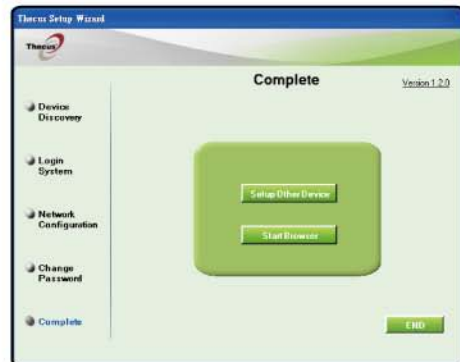 Thecus Setup Wizard
Thecus
Complete
Version 1.2.0
Device
Discovery
Login
System
Network
Configuration
Change
Password
Complete
Setup Other Device
Start Browser
END